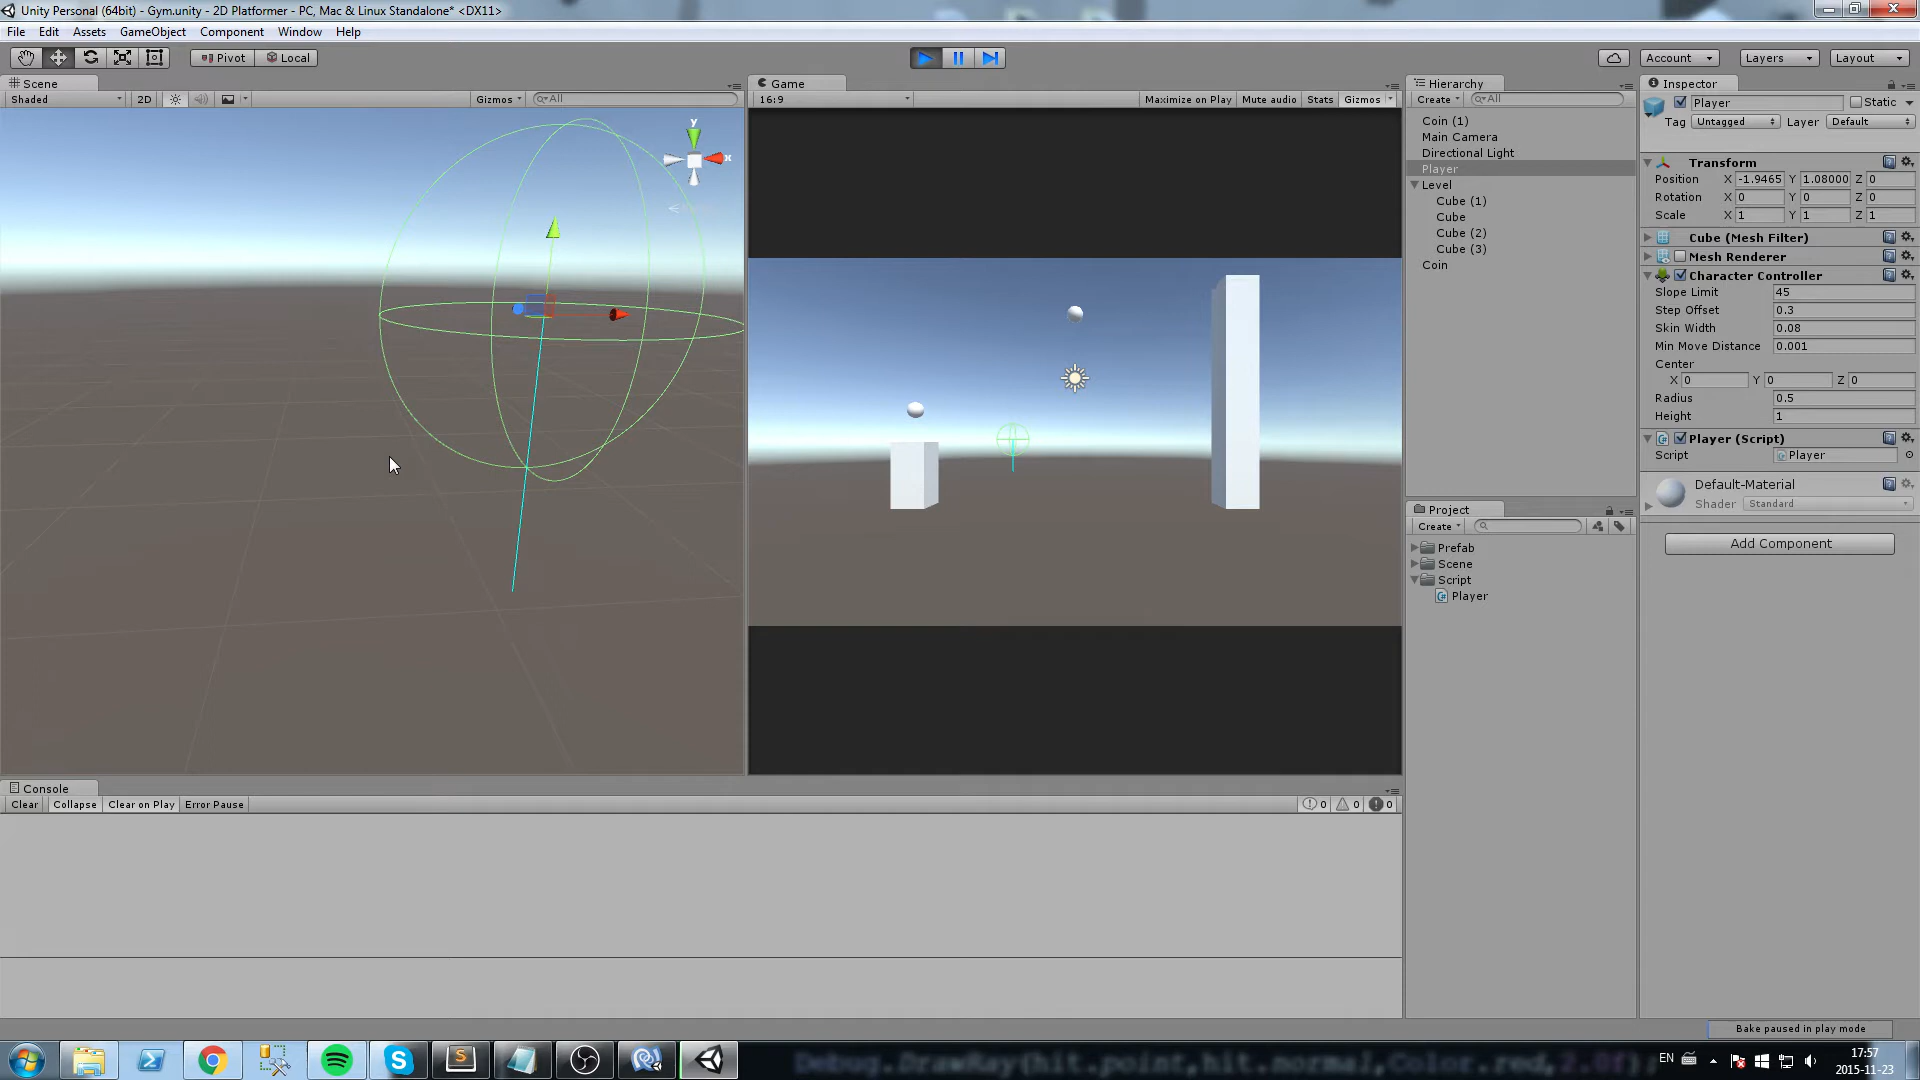 Unity Personal (64bit) - Gym.unity - 2D Platformer - PC, Mac & Linux Standalone* <DX11>
File Edit Assets GameObject Component Window Help
Pivot Local Account Layers Layout
Scene
Shaded 2D Gizmos All
y
x
Game
16:9 Maximize on Play Mute audio Stats Gizmos
Hierarchy
Create All
Coin (1)
Main Camera
Directional Light
Player
Level
Cube (1)
Cube
Cube (2)
Cube (3)
Coin
Project
Create
Prefab
Scene
Script
Player
Inspector
Player Static
Tag Untagged Layer Default
Transform
Position X -1.9465 Y 1.08000 Z 0
Rotation X 0 Y 0 Z 0
Scale X 1 Y 1 Z 1
Cube (Mesh Filter)
Mesh Renderer
Character Controller
Slope Limit 45
Step Offset 0.3
Skin Width 0.08
Min Move Distance 0.001
Center
X 0 Y 0 Z 0
Radius 0.5
Height 1
Player (Script)
Script Player
Default-Material
Shader Standard
Add Component
Console
Clear Collapse Clear on Play Error Pause 0 0 0
Bake paused in play mode
Debug.DrawRay(hit.point,hit.normal,Color.red,2.0f);
EN
17:57
2015-11-23